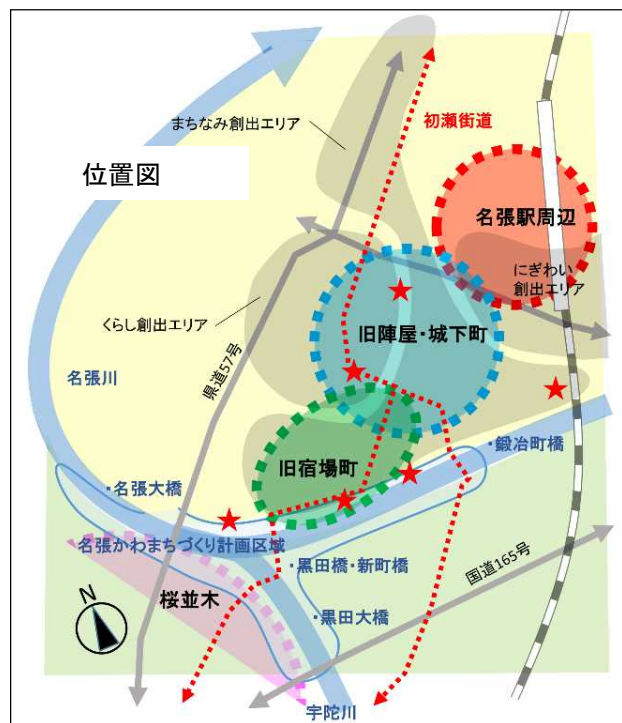 まちなみ創出エリア
初瀬街道
位置図
名張駅周辺
にぎわい
創出エリア
くらし創出エリア
旧陣屋・城下町
県道57号
名張川
旧宿場町
・鍛冶町橋
・名張大橋
名張かわまちづくり計画区域
・黒田橋・新町橋
国道165号
桜並木
・黒田大橋
N
宇陀川